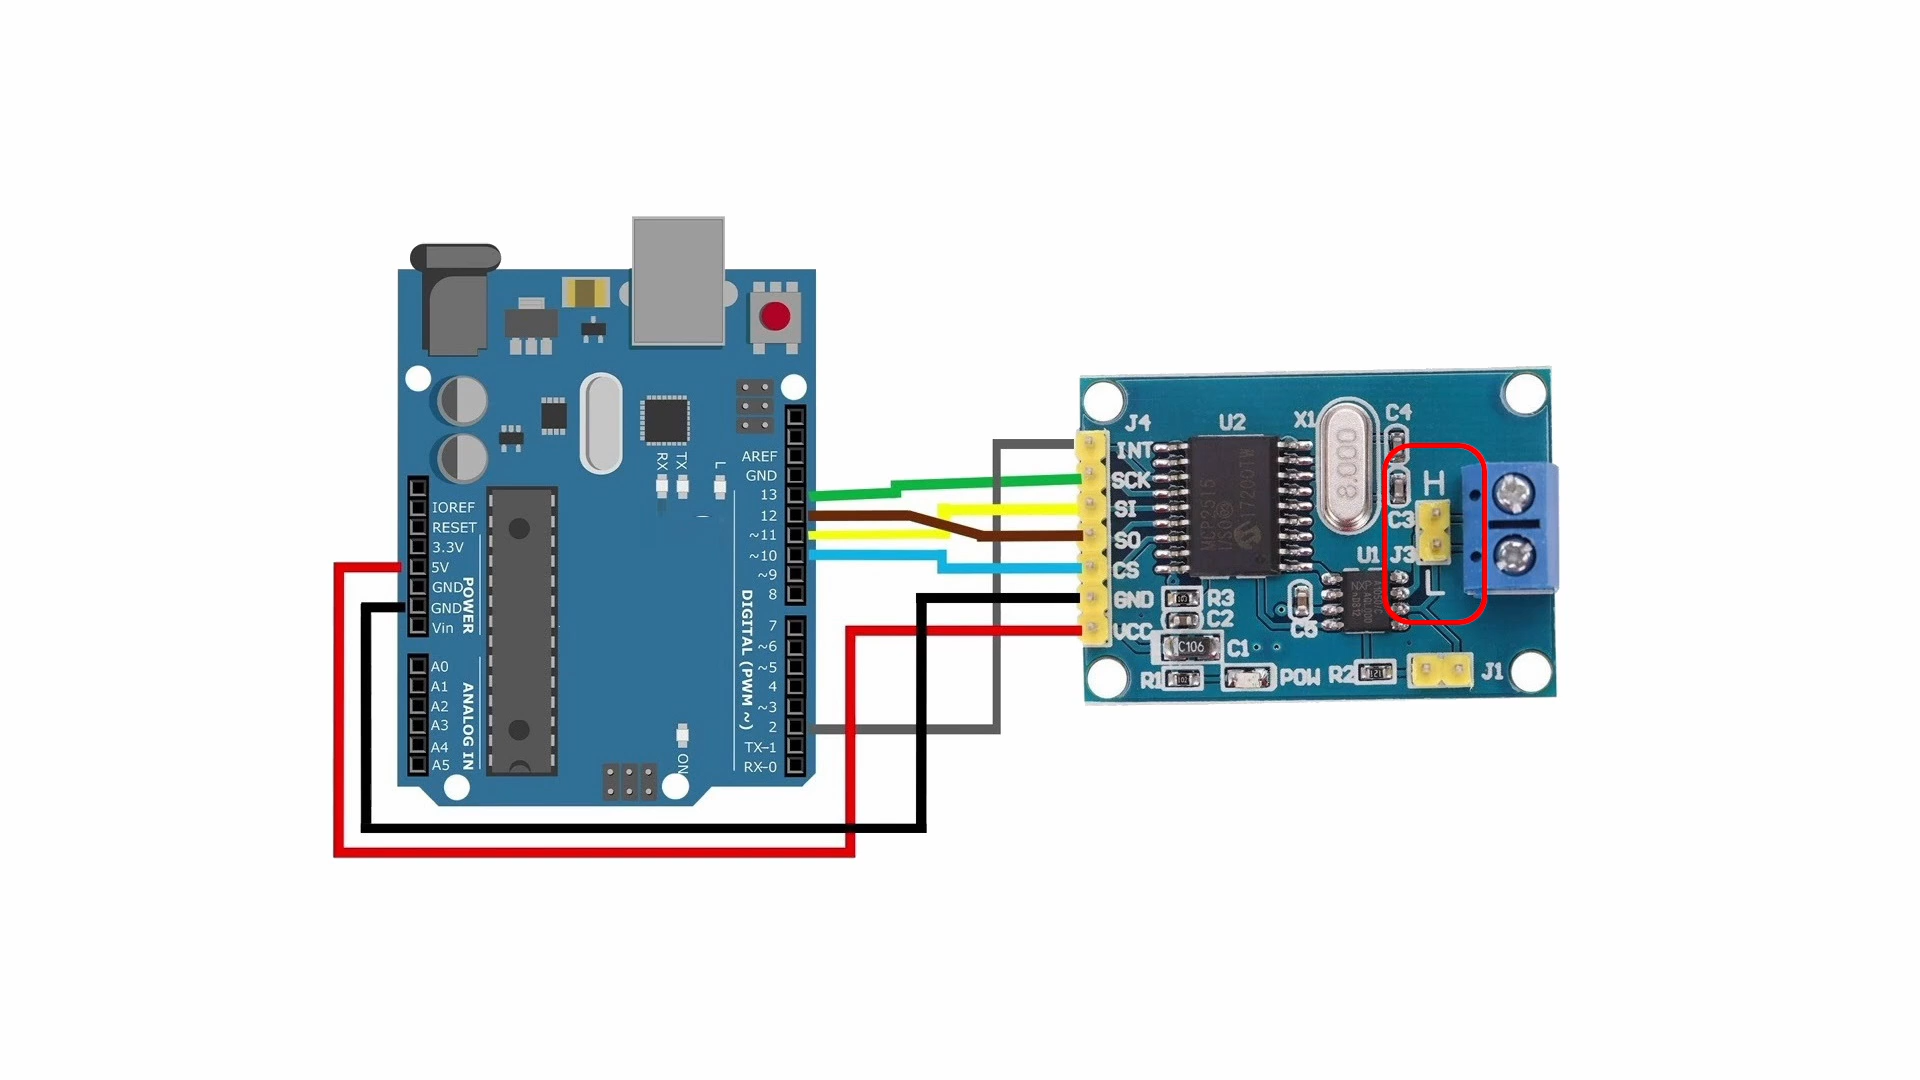 AREF
GND
13
12
~11
~10
~9
8
7
~6
~5
4
~3
2
TX→1
RX←0
DIGITAL (PWM ~)
RX
TX
L
ON
IOREF
RESET
3.3V
5V
GND
GND
Vin
POWER
A0
A1
A2
A3
A4
A5
ANALOG IN
J4
INT
SCK
SI
SO
CS
GND
VCC
U2
MCP2515
X1
8.000
C4
H
C3
J3
L
U1
C5
R3
C2
C106
C1
R1
POW
R2
121
J1